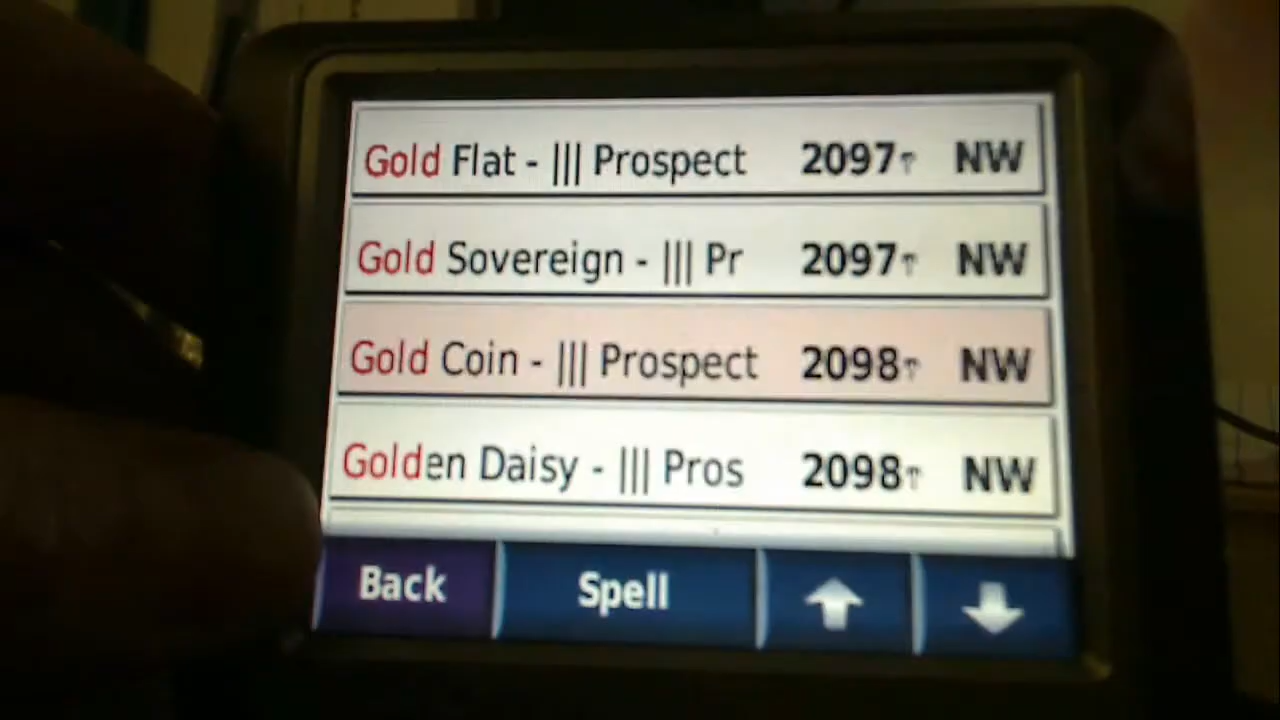 Gold Flat - ||| Prospect 2097 NW
Gold Sovereign - ||| Pr 2097 NW
Gold Coin - ||| Prospect 2098 NW
Golden Daisy - ||| Pros 2098 NW
Back Spell